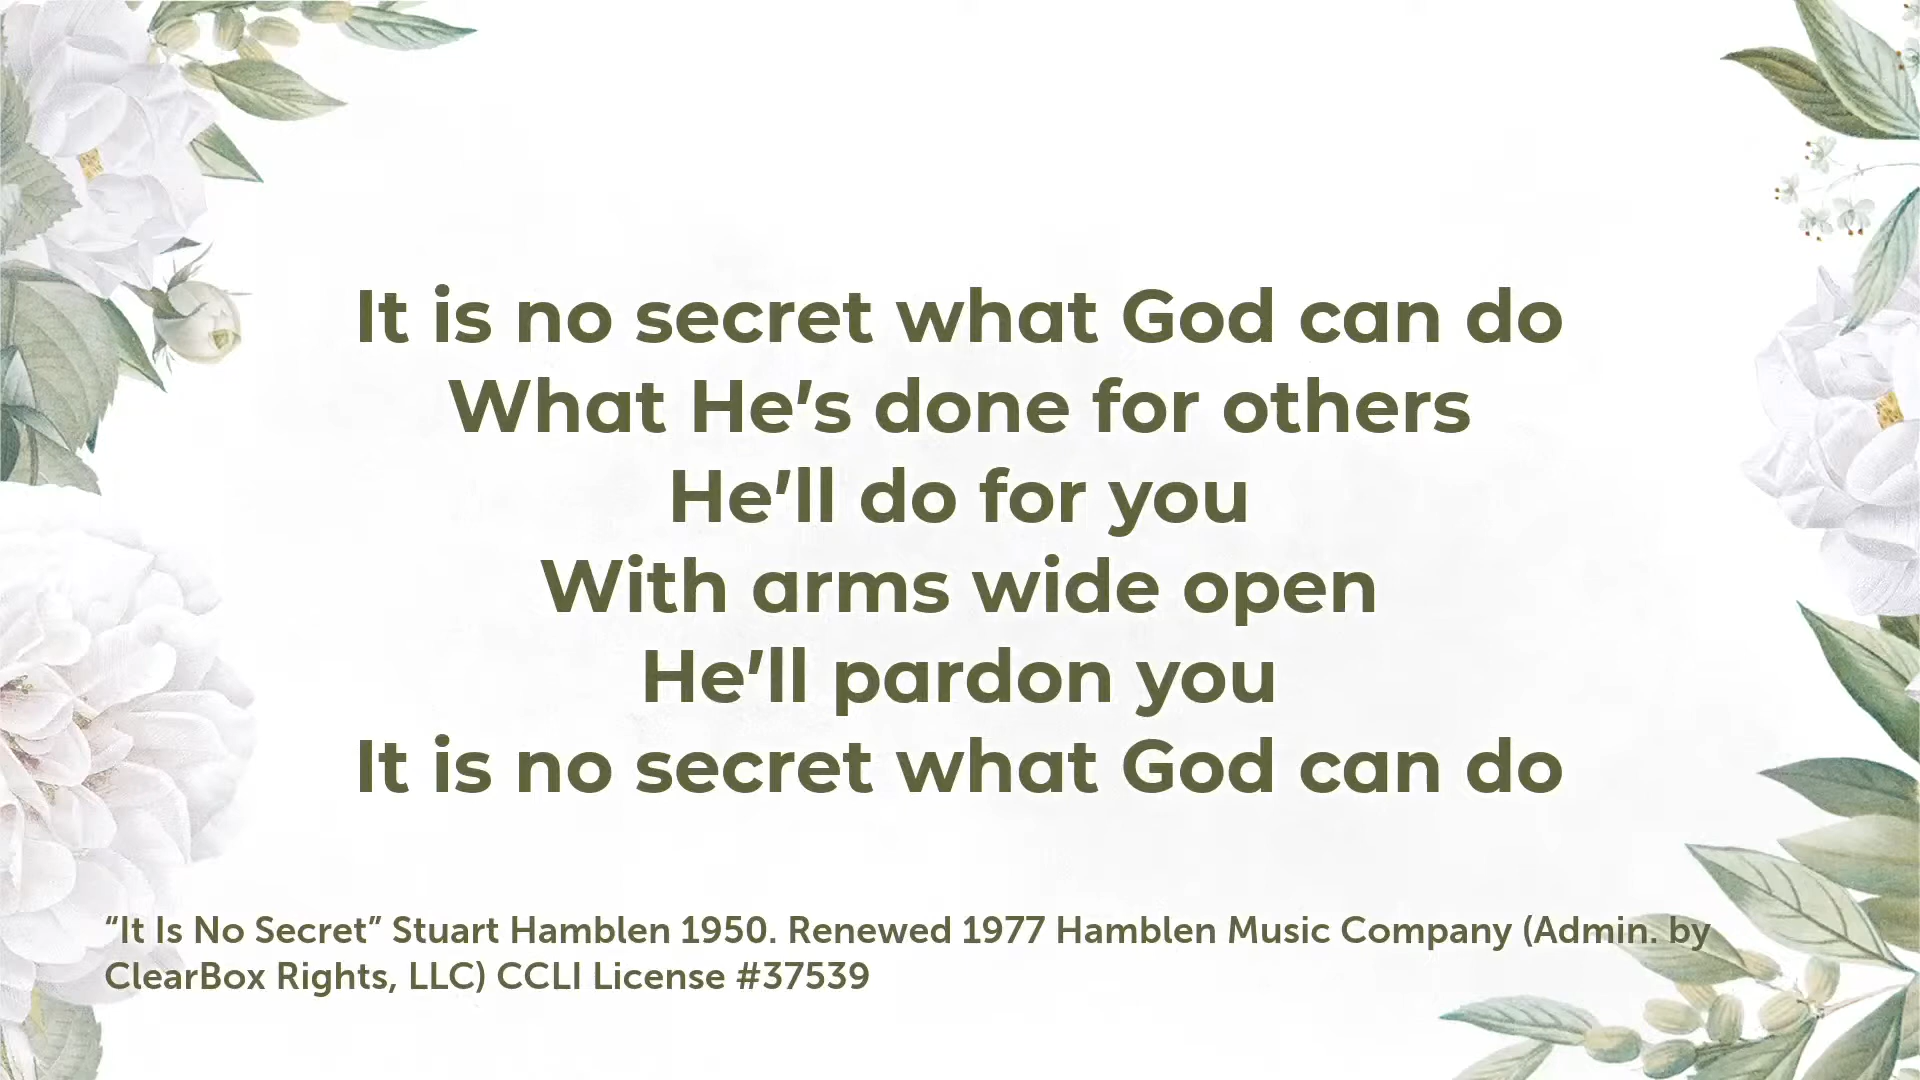 It is no secret what God can do
What He’s done for others
He’ll do for you
With arms wide open
He’ll pardon you
It is no secret what God can do
“It Is No Secret” Stuart Hamblen 1950. Renewed 1977 Hamblen Music Company (Admin. by
ClearBox Rights, LLC) CCLI License #37539